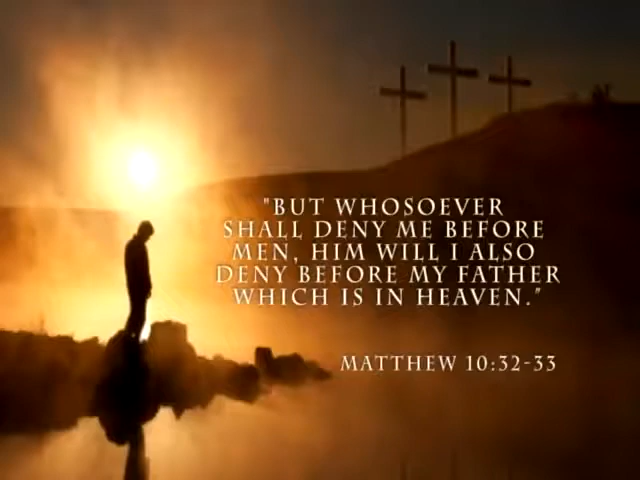 "BUT WHOSOEVER
SHALL DENY ME BEFORE
MEN, HIM WILL I ALSO
DENY BEFORE MY FATHER
WHICH IS IN HEAVEN."
MATTHEW 10:32-33